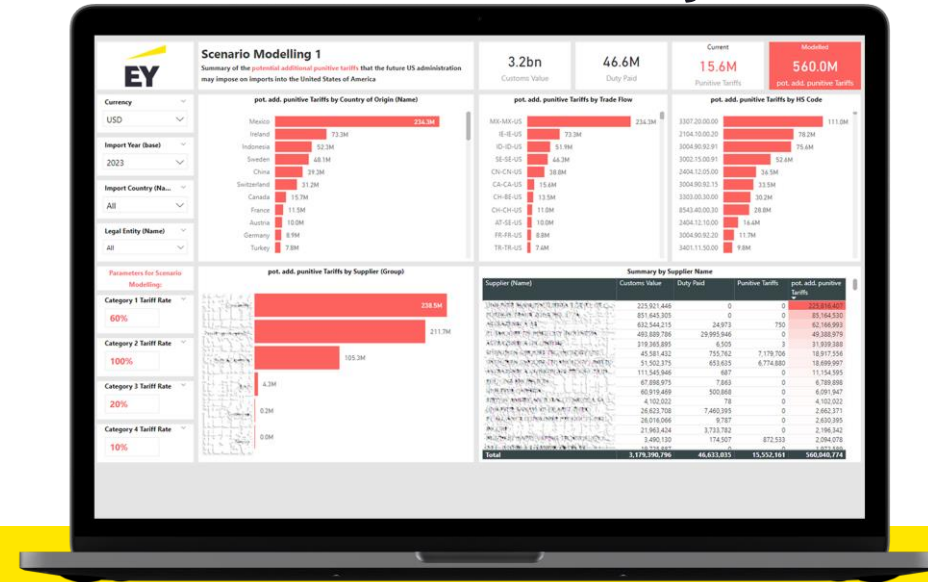 EY
Scenario Modelling 1
Summary of the potential additional punitive tariffs that the future US administration
may impose on imports into the United States of America
3.2bn
Customs Value
46.6M
Duty Paid
Current
15.6M
Punitive Tariffs
Modelled
560.0M
pot. add. punitive Tariffs
Currency
USD
Import Year (base)
2023
Import Country (Na...
All
Legal Entity (Name)
All
Parameters for Scenario
Modelling:
Category 1 Tariff Rate
60%
Category 2 Tariff Rate
100%
Category 3 Tariff Rate
20%
Category 4 Tariff Rate
10%
pot. add. punitive Tariffs by Country of Origin (Name)
Mexico 236.3M
Ireland 73.3M
Indonesia 52.3M
Sweden 48.1M
China 39.3M
Switzerland 31.2M
Canada 15.7M
France 11.5M
Austria 10.0M
Germany 8.9M
Turkey 7.8M
pot. add. punitive Tariffs by Trade Flow
MX-MX-US 236.3M
IE-IE-US 73.3M
ID-ID-US 51.9M
SE-SE-US 46.3M
CN-CN-US 38.8M
CA-CA-US 15.6M
CH-BE-US 13.5M
CH-CH-US 11.8M
AT-SE-US 10.0M
FR-FR-US 8.8M
TR-TR-US 7.4M
pot. add. punitive Tariffs by HS Code
3307.20.00.00 111.0M
2104.10.00.20 78.2M
3004.90.92.91 75.6M
3002.15.00.91 52.6M
2404.12.05.00 36.5M
3004.90.92.15 33.5M
3303.00.30.00 30.2M
8543.40.00.30 28.8M
2404.12.10.00 16.6M
3004.90.92.20 11.7M
3401.11.50.00 9.8M
pot. add. punitive Tariffs by Supplier (Group)
238.5M
211.7M
105.3M
4.3M
0.2M
0.0M
Summary by Supplier Name
Supplier (Name) Customs Value Duty Paid Punitive Tariffs pot. add. punitive
Tariffs
225,921,446 0 0 225,818,403
851,645,305 0 0 85,164,530
632,544,215 24,973 750 62,166,993
493,889,786 29,995,946 0 49,388,979
319,365,895 6,505 3 31,939,388
45,581,432 755,762 7,179,706 18,917,556
51,502,375 653,635 6,774,880 18,699,997
111,545,946 687 0 11,154,595
67,898,975 7,863 0 6,789,898
60,919,469 500,868 0 6,091,947
4,102,022 78 0 4,102,022
26,623,708 7,460,395 0 2,662,371
26,016,066 9,787 0 2,630,395
21,963,424 3,733,782 0 2,196,342
3,490,130 174,507 872,533 2,094,078
Total 3,179,390,796 46,633,035 15,552,161 560,040,774